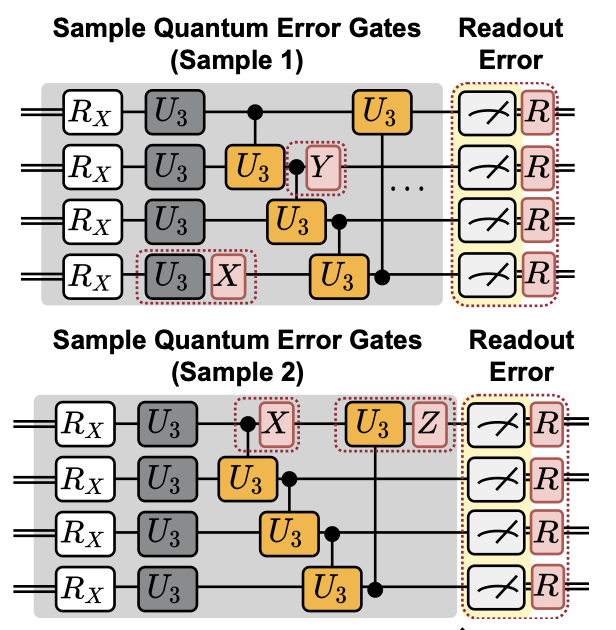 Sample Quantum Error Gates Readout
(Sample 1) Error
R_X U_3 U_3 R
R_X U_3 U_3 Y R
...
R_X U_3 U_3 R
R_X U_3 X U_3 R
Sample Quantum Error Gates Readout
(Sample 2) Error
R_X U_3 X U_3 Z R
R_X U_3 U_3 R
R_X U_3 U_3 R
R_X U_3 U_3 R